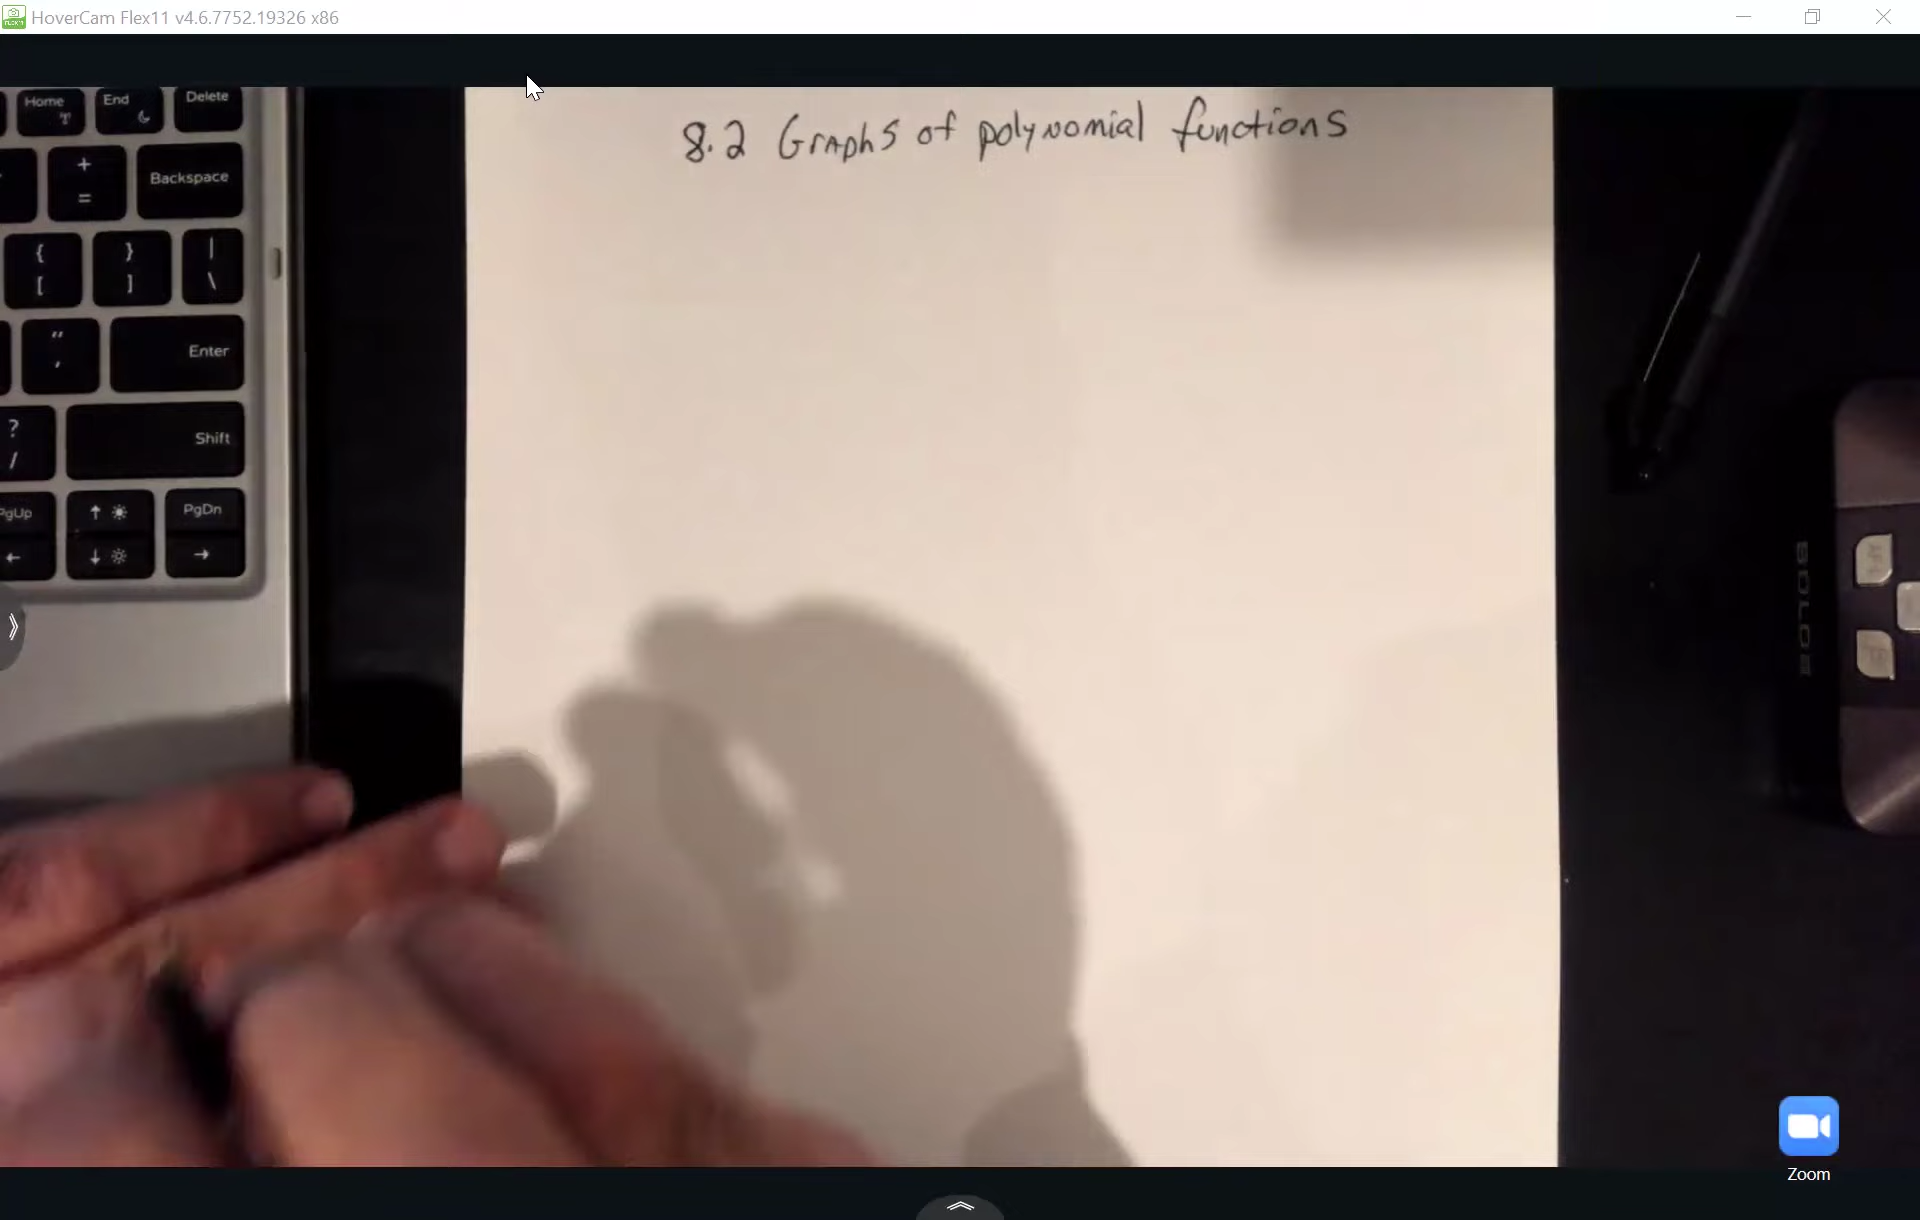 HoverCam Flex11 v4.6.7752.19326 x86
8.2 Graphs of polynomial functions
Home
End
Delete
+
=
Backspace
{
[
}
]
|
\
"
'
Enter
?
/
Shift
PgUp
PgDn
SOLOS
Zoom